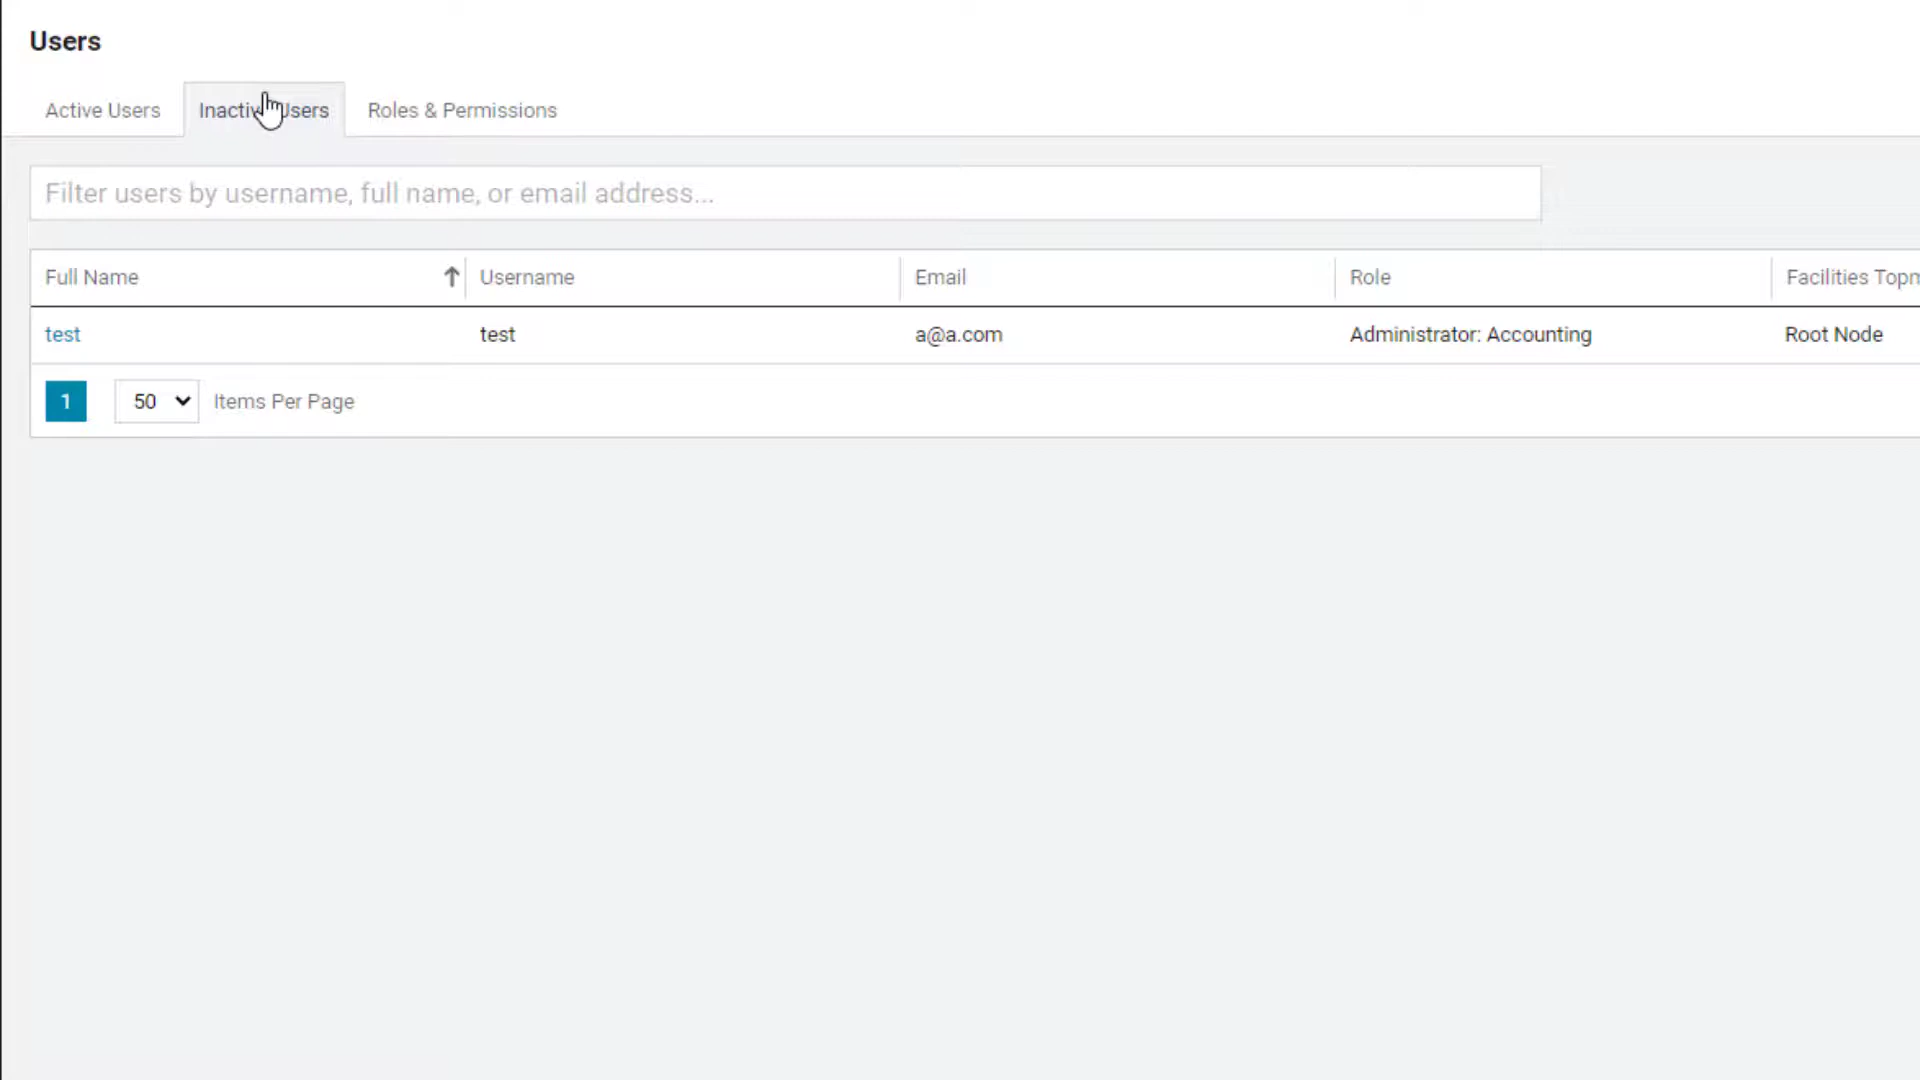 Users
Active Users Inactive Users Roles & Permissions
Filter users by username, full name, or email address...
Full Name Username Email Role Facilities
test test a@a.com Administrator: Accounting Root Node
1 50 Items Per Page